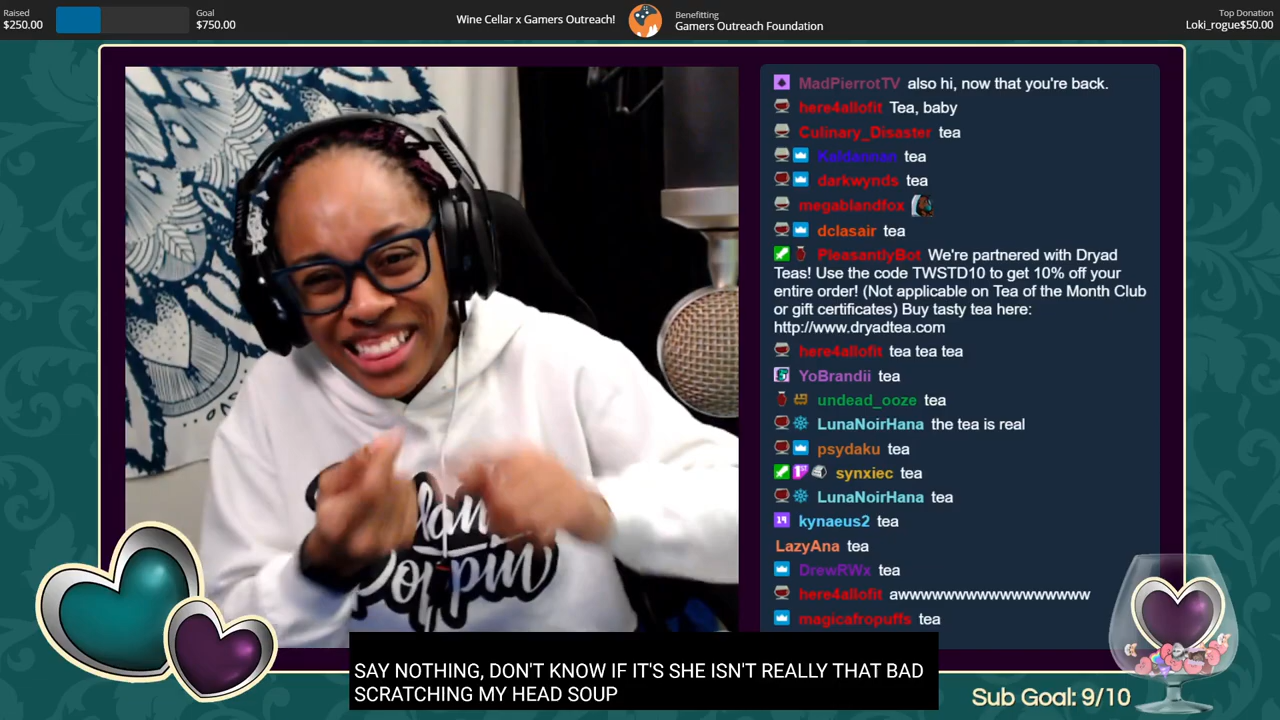 Raised
$250.00
Goal
$750.00
Wine Cellar x Gamers Outreach!
Benefitting
Gamers Outreach Foundation
Top Donation
Loki_rogue$50.00
MadPierrotTV also hi, now that you're back.
here4allofit Tea, baby
Culinary_Disaster tea
Kaldannan tea
darkwynds tea
megablandfox
dclasair tea
PleasantlyBot We're partnered with Dryad
Teas! Use the code TWSTD10 to get 10% off your
entire order! (Not applicable on Tea of the Month Club
or gift certificates) Buy tasty tea here:
http://www.dryadtea.com
here4allofit tea tea tea
YoBrandii tea
undead_ooze tea
LunaNoirHana the tea is real
psydaku tea
synxiec tea
LunaNoirHana tea
kynaeus2 tea
LazyAna tea
DrewRWx tea
here4allofit awwwwwwwwwwwwwwwwww
magicafropuffs tea
Poppin
SAY NOTHING, DON'T KNOW IF IT'S SHE ISN'T REALLY THAT BAD
SCRATCHING MY HEAD SOUP
Sub Goal: 9/10